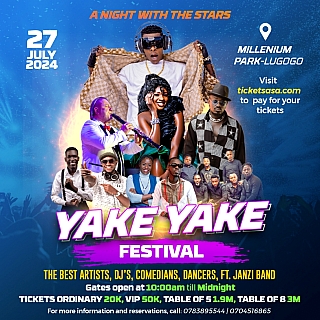 A NIGHT WITH THE STARS
27
JULY
2024
MILLENIUM
PARK-LUGOGO
Visit
ticketsasa.com
to pay for your
tickets
YAKE YAKE
FESTIVAL
THE BEST ARTISTS, DJ'S, COMEDIANS, DANCERS, FT. JANZI BAND
Gates open at 10:00am till Midnight
TICKETS ORDINARY 20K, VIP 50K, TABLE OF 5 1.9M, TABLE OF 8 3M
For more information and reservations, call: 0783895544 / 0704516865